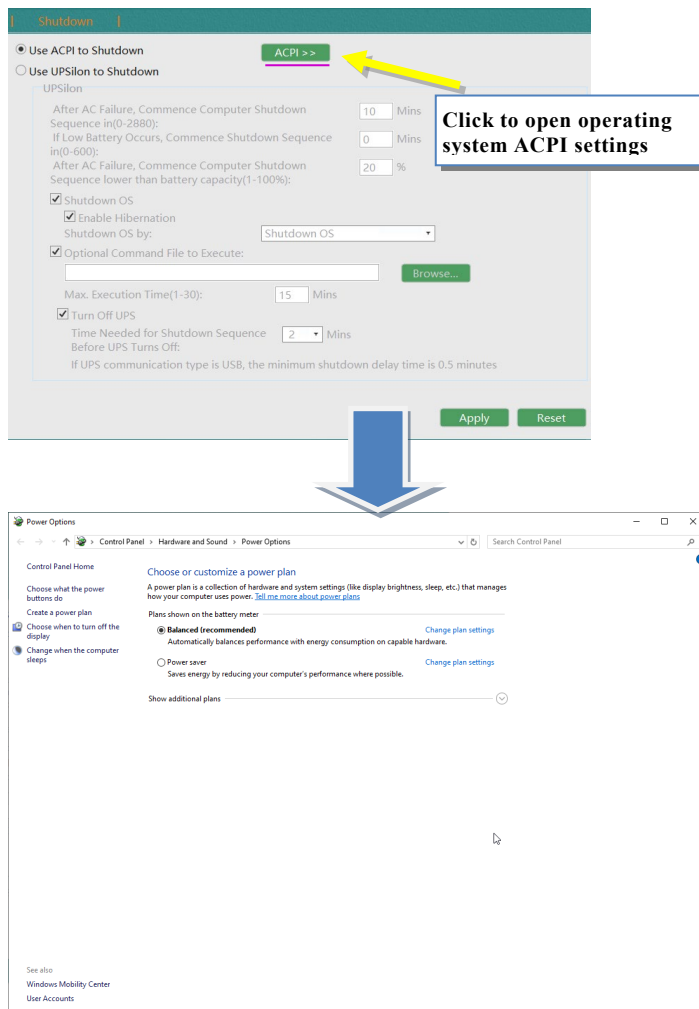 | Shutdown |
Use ACPI to Shutdown
ACPI >>
Use UPSilon to Shutdown
UPSilon
After AC Failure, Commence Computer Shutdown
Sequence in(0-2880):
10 Mins
If Low Battery Occurs, Commence Shutdown Sequence
in(0-600):
0 Mins
After AC Failure, Commence Computer Shutdown
Sequence lower than battery capacity(1-100%):
20 %
Click to open operating
system ACPI settings
Shutdown OS
Enable Hibernation
Shutdown OS by:
Shutdown OS
Optional Command File to Execute:
Browse...
Max. Execution Time(1-30):
15 Mins
Turn Off UPS
Time Needed for Shutdown Sequence
Before UPS Turns Off:
2 Mins
If UPS communication type is USB, the minimum shutdown delay time is 0.5 minutes
Apply
Reset
Power Options
Control Panel > Hardware and Sound > Power Options
Search Control Panel
Control Panel Home
Choose what the power
buttons do
Create a power plan
Choose when to turn off the
display
Change when the computer
sleeps
Choose or customize a power plan
A power plan is a collection of hardware and system settings (like display brightness, sleep, etc.) that manages
how your computer uses power. Tell me more about power plans
Plans shown on the battery meter
Balanced (recommended)
Change plan settings
Automatically balances performance with energy consumption on capable hardware.
Power saver
Change plan settings
Saves energy by reducing your computer's performance where possible.
Show additional plans
See also
Windows Mobility Center
User Accounts